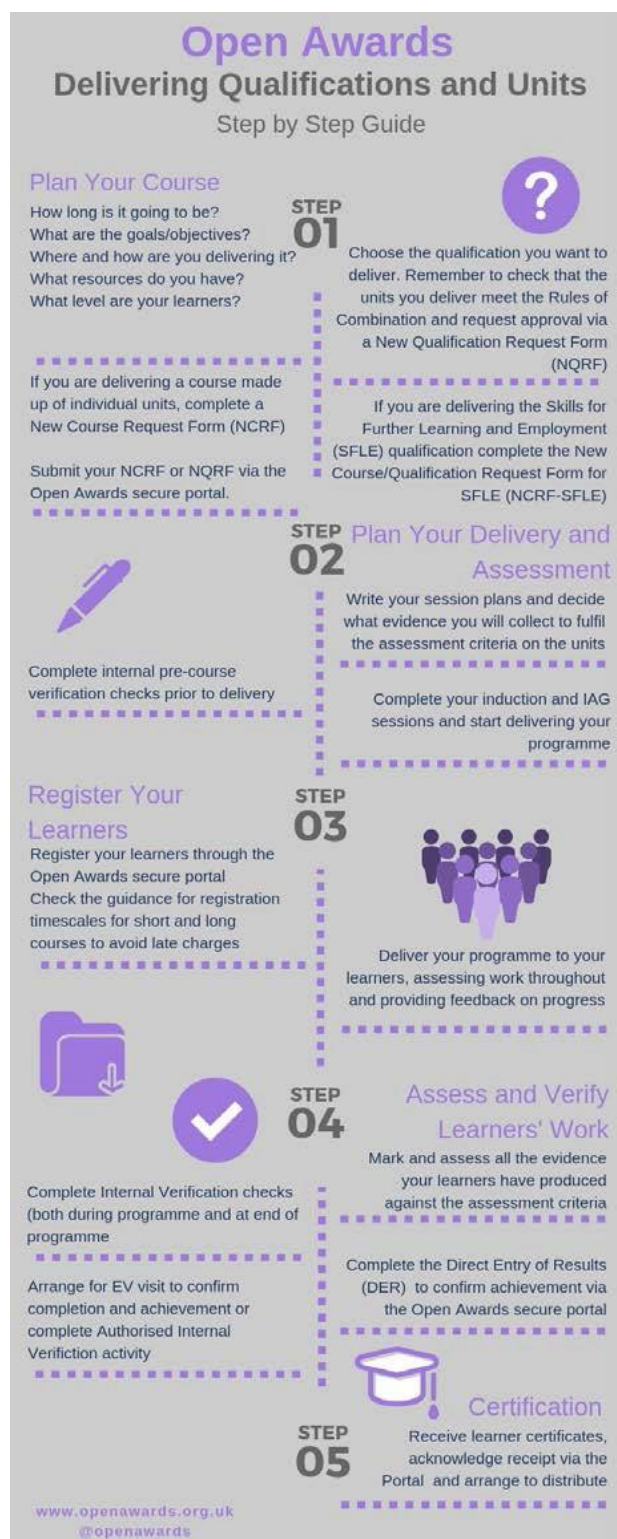 Open Awards
Delivering Qualifications and Units
Step by Step Guide
Plan Your Course
How long is it going to be?
What are the goals/objectives?
Where and how are you delivering it?
What resources do you have?
What level are your learners?
STEP
01
?
Choose the qualification you want to
deliver. Remember to check that the
units you deliver meet the Rules of
Combination and request approval via
a New Qualification Request Form
(NQRF)
If you are delivering a course made
up of individual units, complete a
New Course Request Form (NCRF)
Submit your NCRF or NQRF via the
Open Awards secure portal.
If you are delivering the Skills for
Further Learning and Employment
(SFLE) qualification complete the New
Course/Qualification Request Form for
SFLE (NCRF-SFLE)
STEP
02
Plan Your Delivery and
Assessment
Write your session plans and decide
what evidence you will collect to fulfil
the assessment criteria on the units
Complete internal pre-course
verification checks prior to delivery
Complete your induction and IAG
sessions and start delivering your
programme
Register Your
Learners
STEP
03
Register your learners through the
Open Awards secure portal
Check the guidance for registration
timescales for short and long
courses to avoid late charges
Deliver your programme to your
learners, assessing work throughout
and providing feedback on progress
STEP
04
Assess and Verify
Learners' Work
Mark and assess all the evidence
your learners have produced
against the assessment criteria
Complete Internal Verification checks
(both during programme and at end of
programme
Complete the Direct Entry of Results
(DER) to confirm achievement via
the Open Awards secure portal
Arrange for EV visit to confirm
completion and achievement or
complete Authorised Internal
Verifiction activity
STEP
05
Certification
Receive learner certificates,
acknowledge receipt via the
Portal and arrange to distribute
www.openawards.org.uk
@openawards